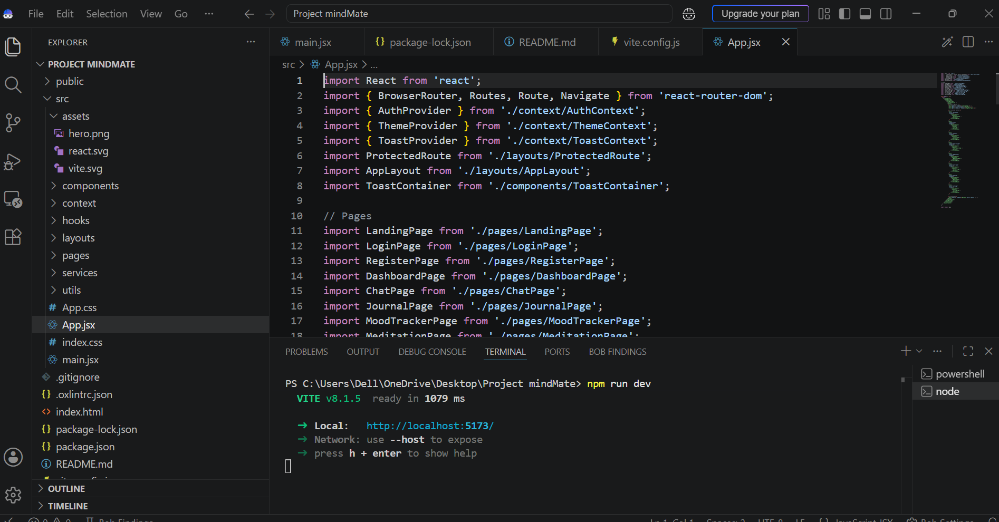 File Edit Selection View Go ··· Project mindMate Upgrade your plan
EXPLORER
main.jsx package-lock.json README.md vite.config.js App.jsx
PROJECT MINDMATE
public
src
assets
hero.png
react.svg
vite.svg
components
context
hooks
layouts
pages
services
utils
App.css
App.jsx
index.css
main.jsx
.gitignore
.oxlintrc.json
index.html
package-lock.json
package.json
README.md
OUTLINE
TIMELINE
src > App.jsx > ...
1 import React from 'react';
2 import { BrowserRouter, Routes, Route, Navigate } from 'react-router-dom';
3 import { AuthProvider } from './context/AuthContext';
4 import { ThemeProvider } from './context/ThemeContext';
5 import { ToastProvider } from './context/ToastContext';
6 import ProtectedRoute from './layouts/ProtectedRoute';
7 import AppLayout from './layouts/AppLayout';
8 import ToastContainer from './components/ToastContainer';
9
10 // Pages
11 import LandingPage from './pages/LandingPage';
12 import LoginPage from './pages/LoginPage';
13 import RegisterPage from './pages/RegisterPage';
14 import DashboardPage from './pages/DashboardPage';
15 import ChatPage from './pages/ChatPage';
16 import JournalPage from './pages/JournalPage';
17 import MoodTrackerPage from './pages/MoodTrackerPage';
18 import MeditationPage from './pages/MeditationPage';
PROBLEMS OUTPUT DEBUG CONSOLE TERMINAL PORTS BOB FINDINGS
PS C:\Users\Dell\OneDrive\Desktop\Project mindMate> npm run dev
VITE v8.1.5 ready in 1079 ms
➜ Local: http://localhost:5173/
➜ Network: use --host to expose
➜ press h + enter to show help
powershell
node